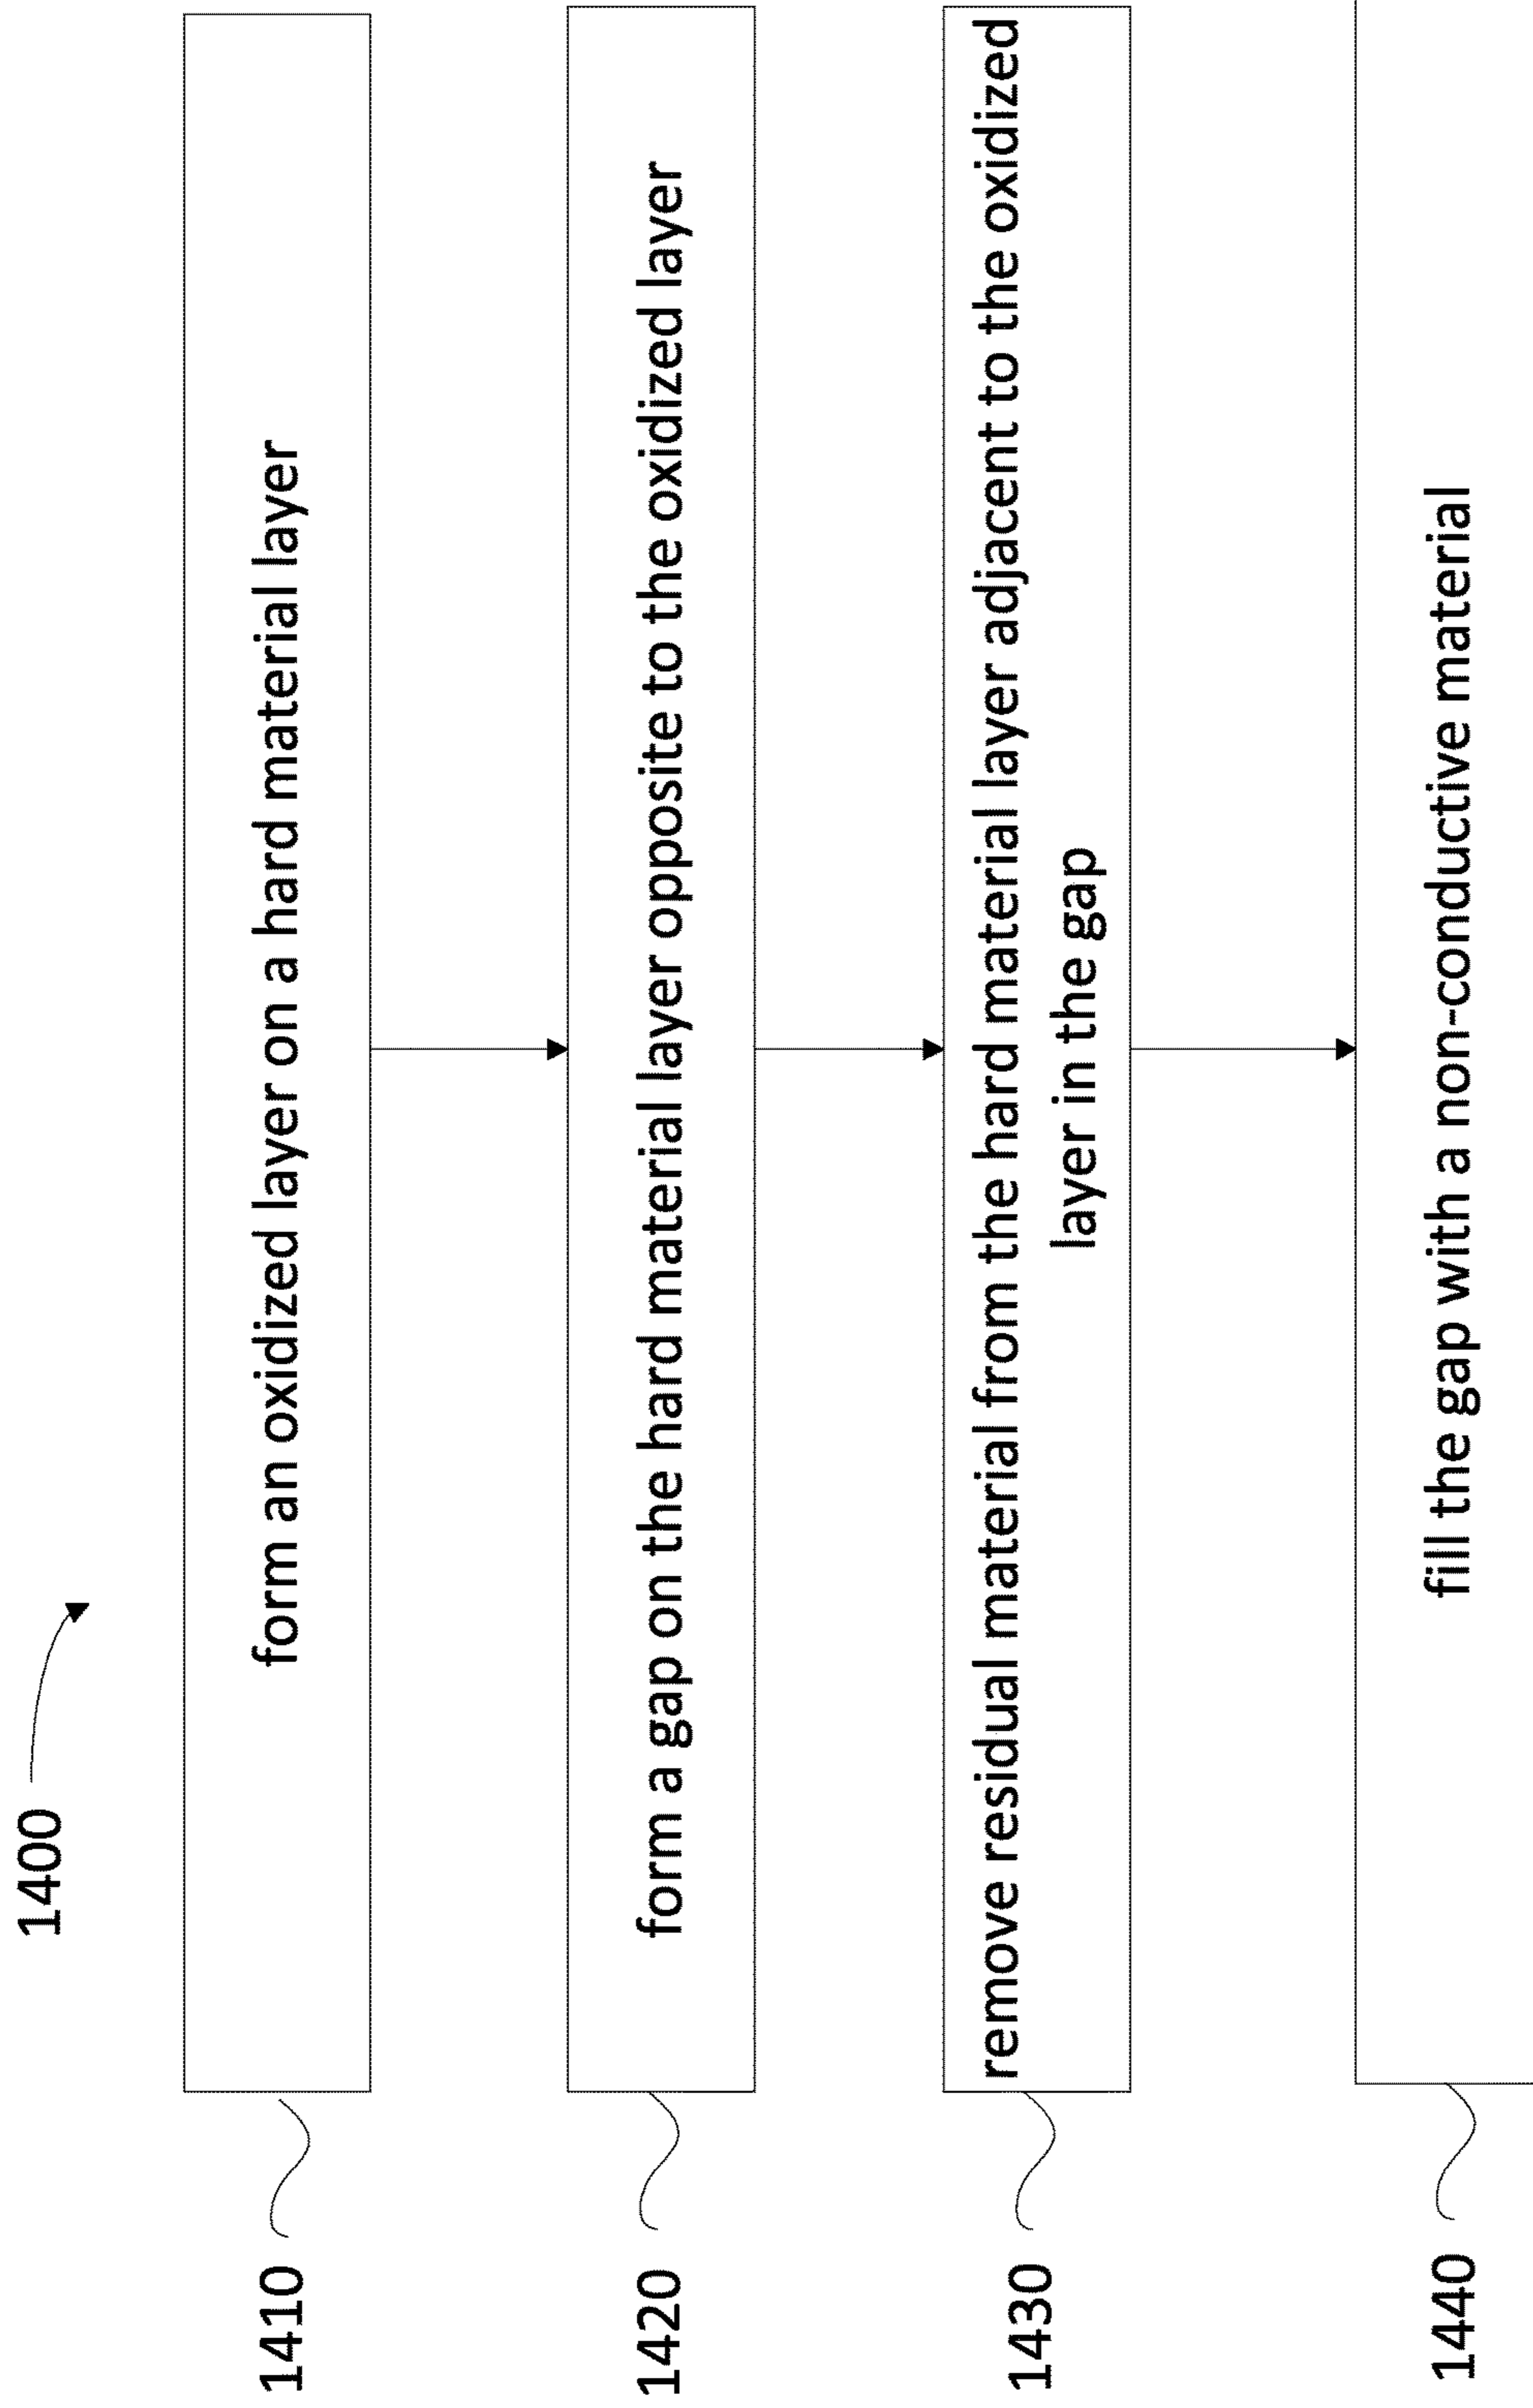 1400
1410
form an oxidized layer on a hard material layer
1420
form a gap on the hard material layer opposite to the oxidized layer
1430
remove residual material from the hard material layer adjacent to the oxidized
layer in the gap
1440
fill the gap with a non-conductive material